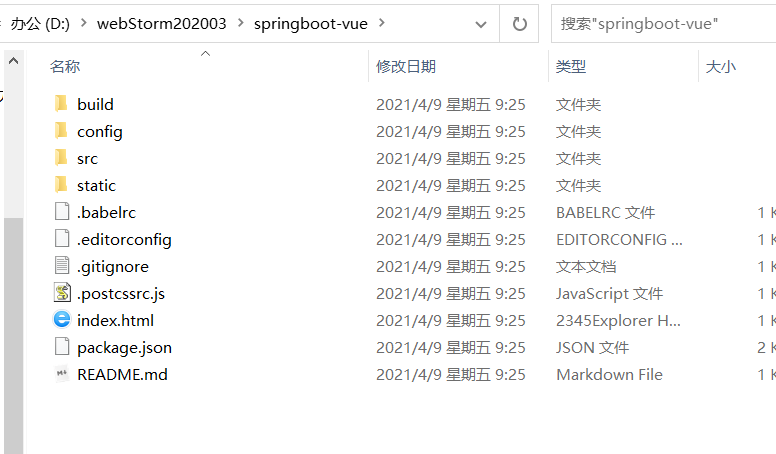 办公 (D:) › webStorm202003 › springboot-vue ›
搜索"springboot-vue"
名称 修改日期 类型 大小
build 2021/4/9 星期五 9:25 文件夹
config 2021/4/9 星期五 9:25 文件夹
src 2021/4/9 星期五 9:25 文件夹
static 2021/4/9 星期五 9:25 文件夹
.babelrc 2021/4/9 星期五 9:25 BABELRC 文件 1 K
.editorconfig 2021/4/9 星期五 9:25 EDITORCONFIG ... 1 K
.gitignore 2021/4/9 星期五 9:25 文本文档 1 K
.postcssrc.js 2021/4/9 星期五 9:25 JavaScript 文件 1 K
index.html 2021/4/9 星期五 9:25 2345Explorer H... 1 K
package.json 2021/4/9 星期五 9:25 JSON 文件 2 K
README.md 2021/4/9 星期五 9:25 Markdown File 1 K